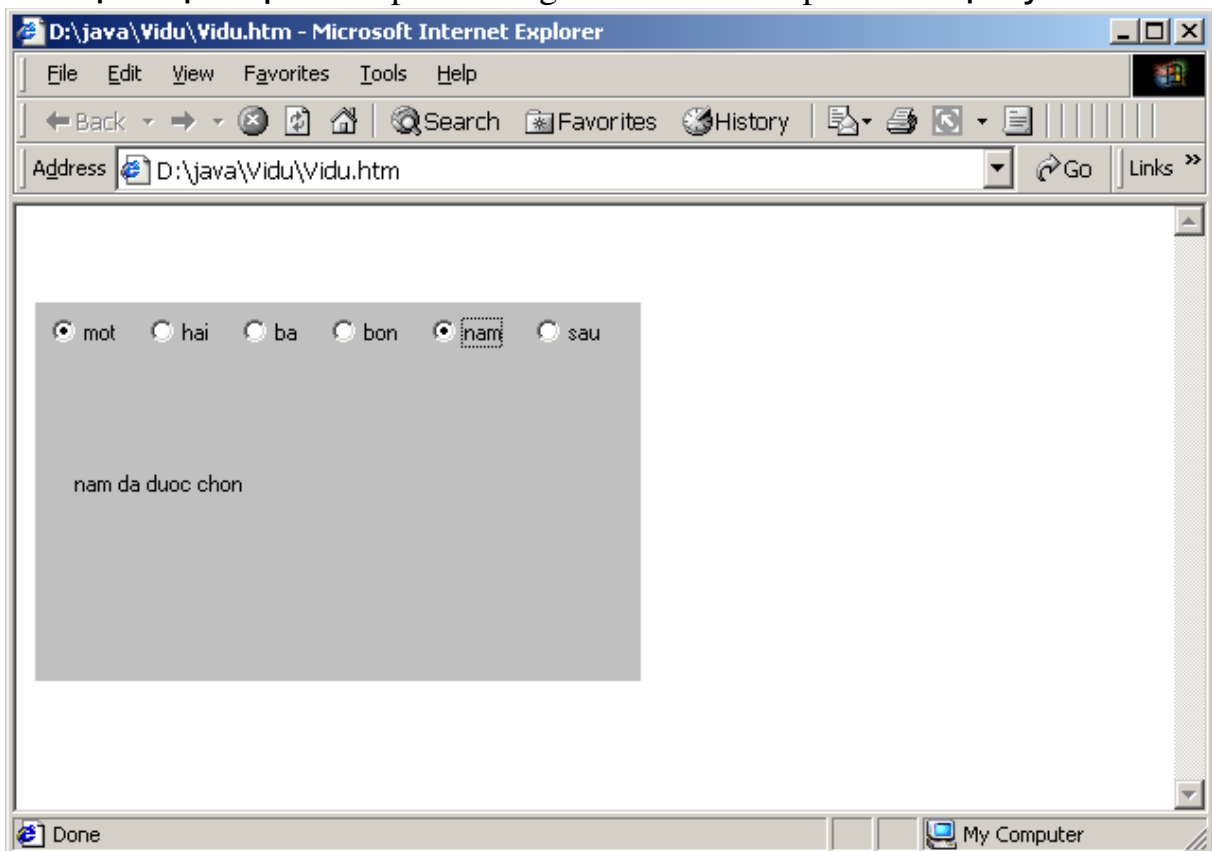 D:\java\Vidu\Vidu.htm - Microsoft Internet Explorer
File Edit View Favorites Tools Help
Back Search Favorites History
Address D:\java\Vidu\Vidu.htm Go Links »
mot hai ba bon nam sau
nam da duoc chon
Done My Computer